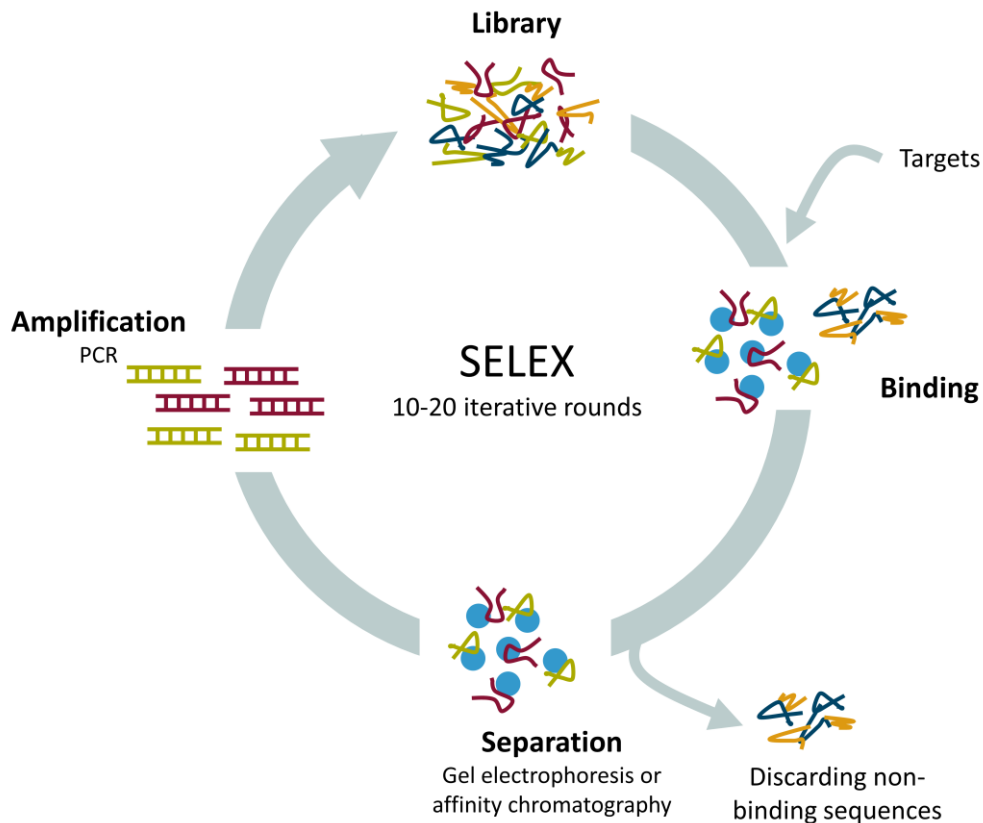 Library
Targets
Binding
Amplification
PCR
SELEX
10-20 iterative rounds
Separation
Gel electrophoresis or
affinity chromatography
Discarding non-
binding sequences